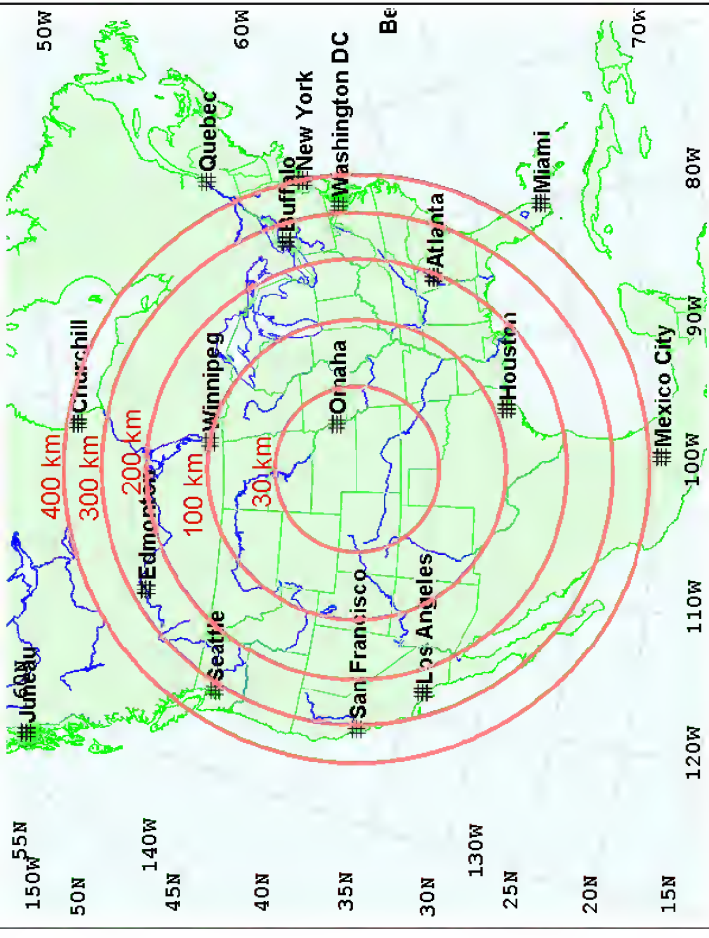 55N
60N
150W
Juneau
50W
50N
400 km
Churchill
300 km
200 km
140W
Edmonton
45N
100 km
Winnipeg
Quebec
Seattle
60W
40N
30 km
Buffalo
New York
35N
San Francisco
Omaha
Washington DC
Be
30N
Los Angeles
Atlanta
130W
25N
Houston
Miami
20N
70W
15N
Mexico City
120W
110W
100W
90W
80W